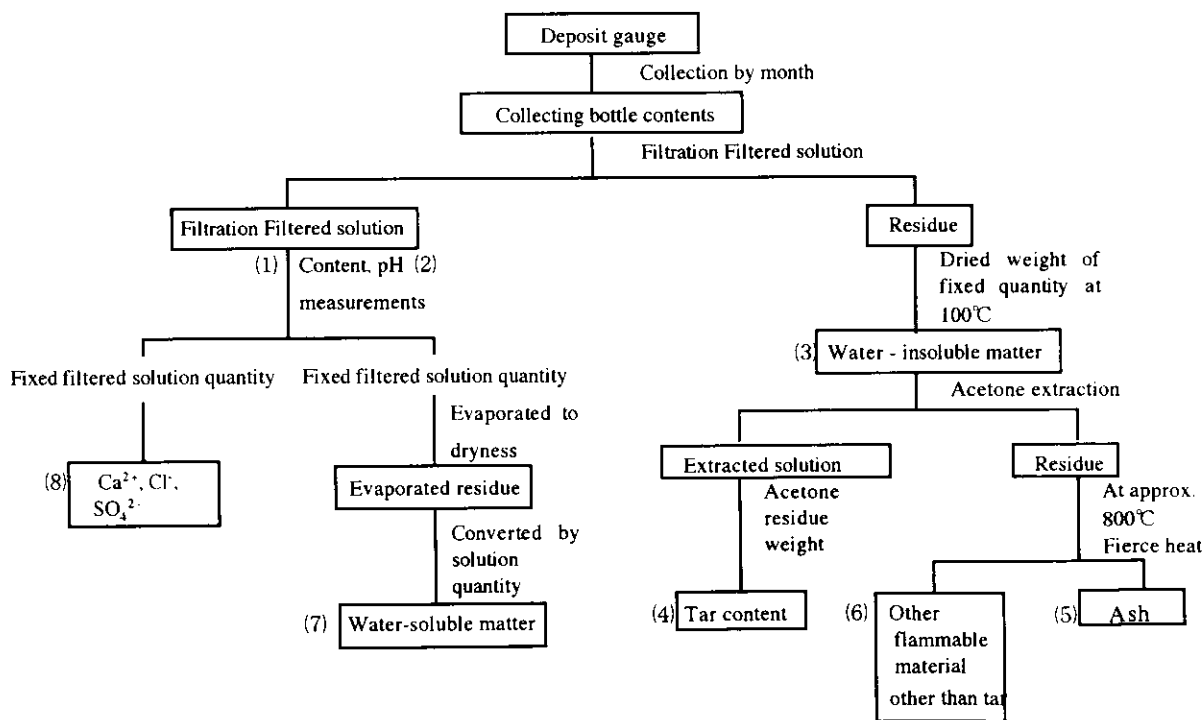 Deposit gauge
Collection by month
Collecting bottle contents
Filtration Filtered solution
Filtration Filtered solution
Residue
(1) Content, pH (2)
measurements
Dried weight of
fixed quantity at
100℃
(3) Water - insoluble matter
Fixed filtered solution quantity
Fixed filtered solution quantity
Acetone extraction
Evaporated to
dryness
Extracted solution
Residue
(8) Ca²⁺, Cl⁻,
SO₄²⁻
Evaporated residue
Acetone
residue
weight
At approx.
800℃
Fierce heat
Converted by
solution
quantity
(7) Water-soluble matter
(4) Tar content
(6) Other
flammable
material
other than tar
(5) Ash